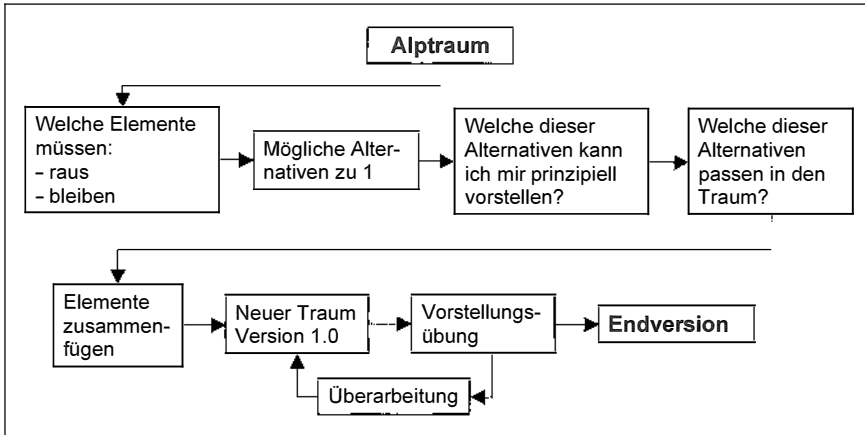 Alptraum
Welche Elemente
müssen:
– raus
– bleiben
Mögliche Alter-
nativen zu 1
Welche dieser
Alternativen kann
ich mir prinzipiell
vorstellen?
Welche dieser
Alternativen
passen in den
Traum?
Elemente
zusammen-
fügen
Neuer Traum
Version 1.0
Vorstellungs-
übung
Endversion
Überarbeitung